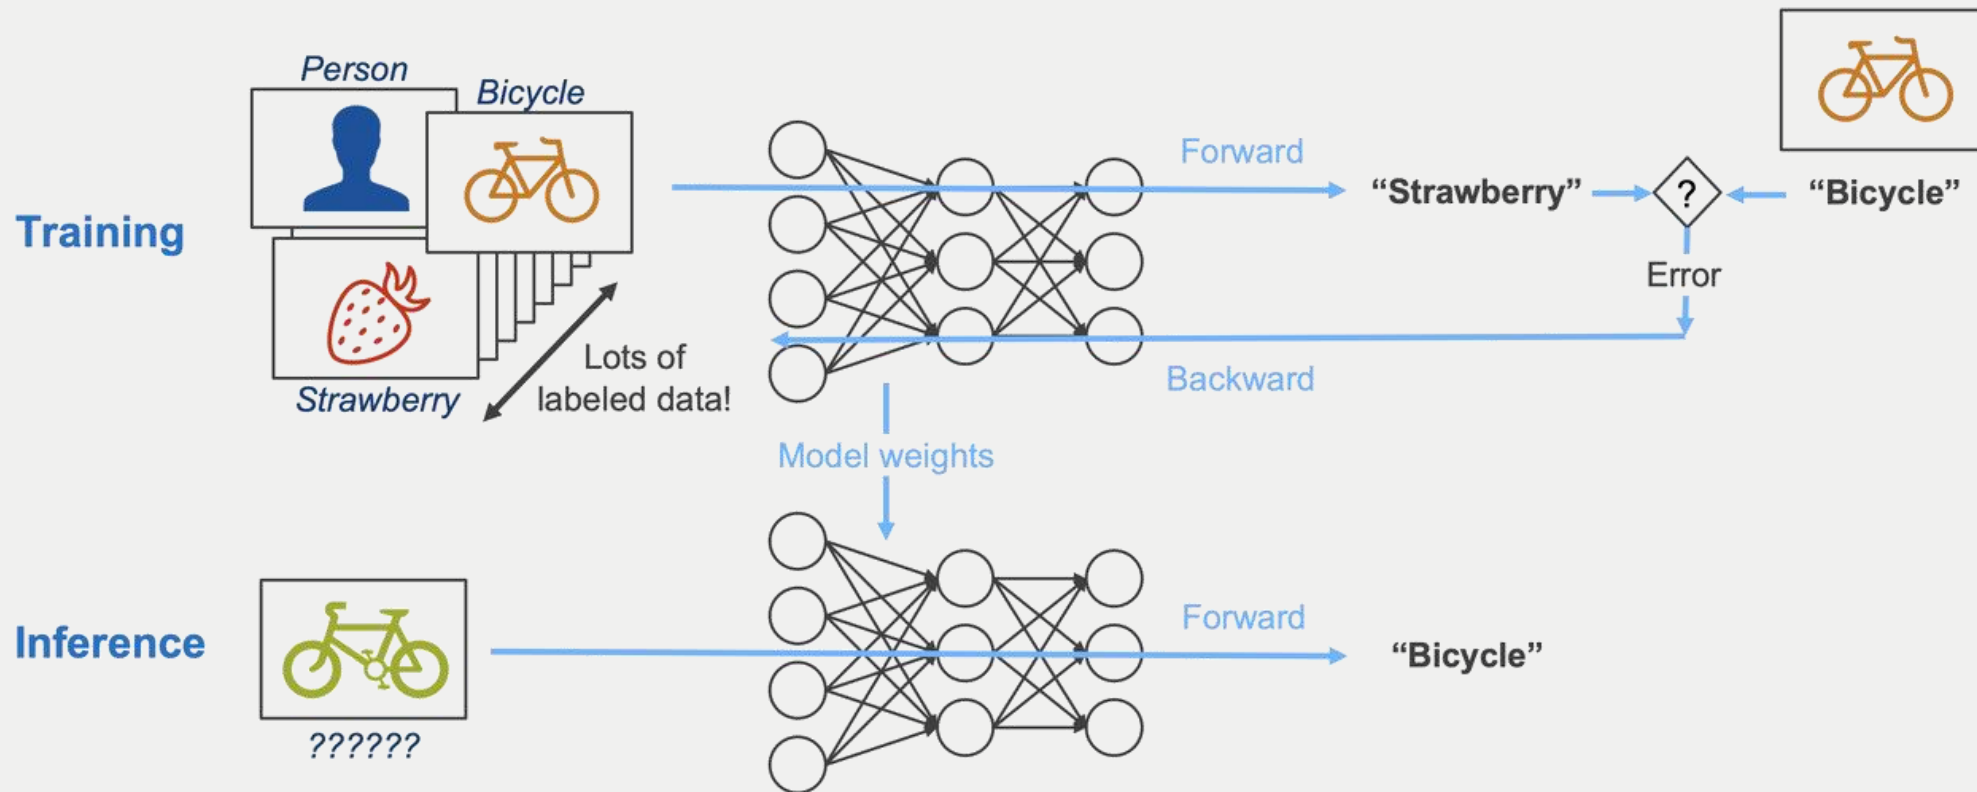 Person
Bicycle
Forward
“Strawberry”
?
“Bicycle”
Training
Error
Lots of
labeled data!
Strawberry
Backward
Model weights
Forward
Inference
“Bicycle”
??????